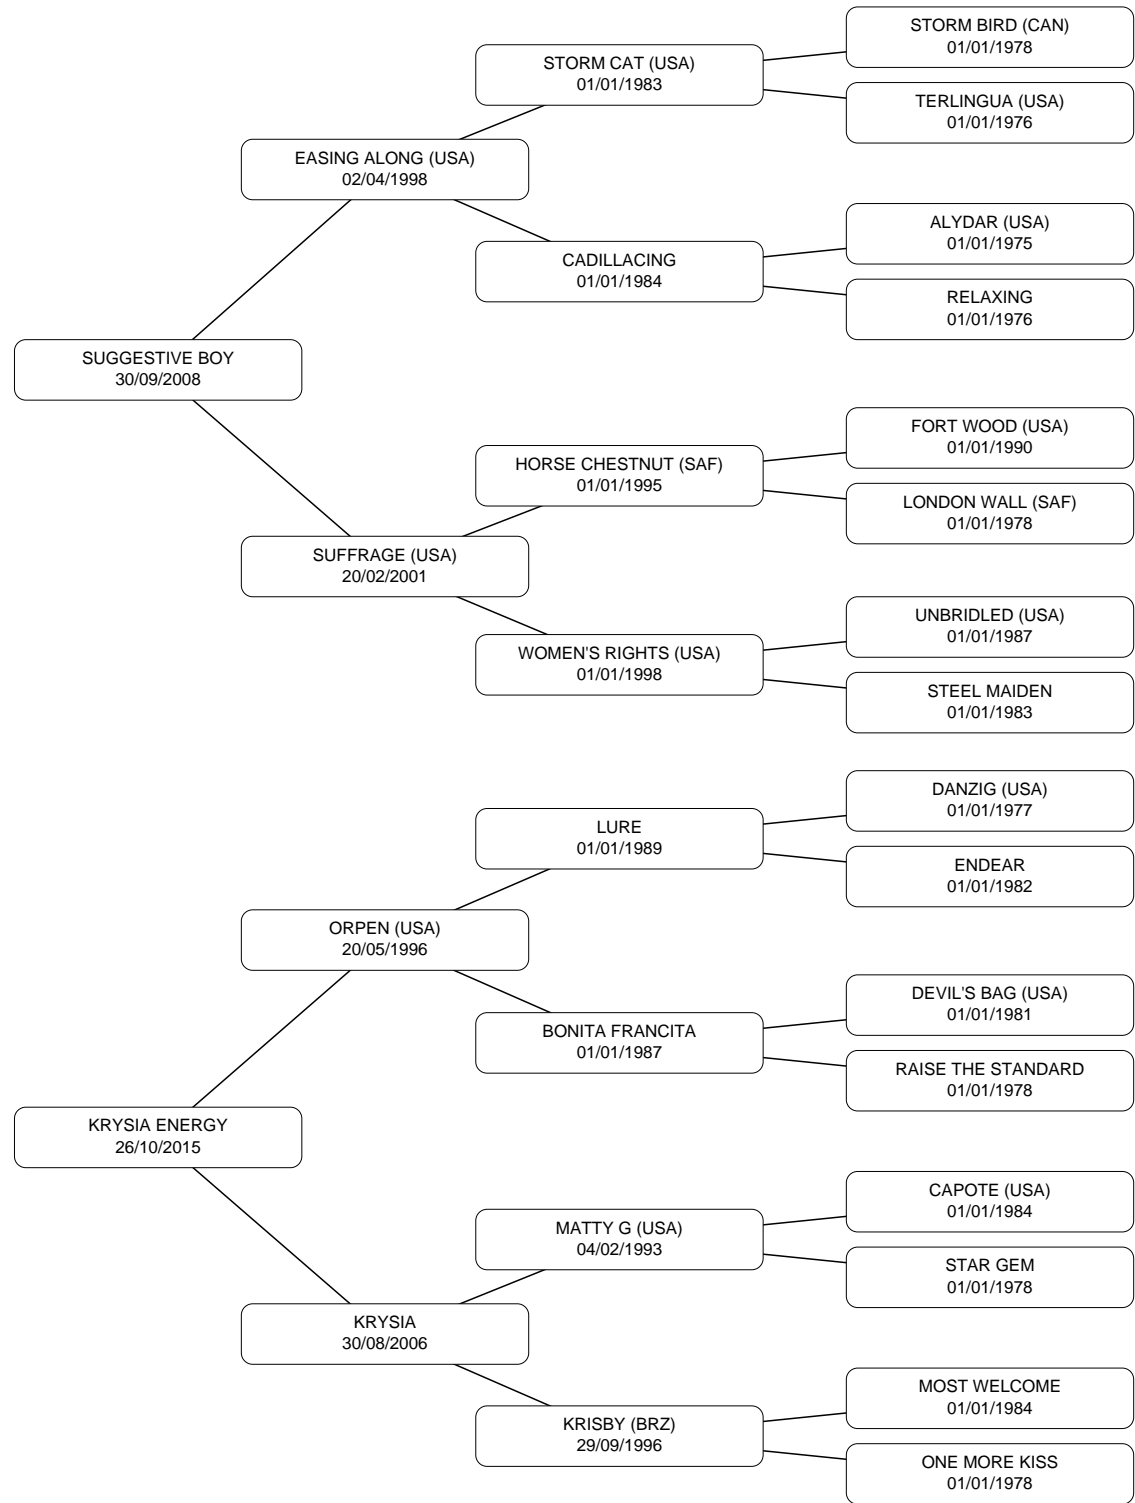 STORM BIRD (CAN)
01/01/1978
STORM CAT (USA)
01/01/1983
TERLINGUA (USA)
01/01/1976
EASING ALONG (USA)
02/04/1998
ALYDAR (USA)
01/01/1975
CADILLACING
01/01/1984
RELAXING
01/01/1976
SUGGESTIVE BOY
30/09/2008
FORT WOOD (USA)
01/01/1990
HORSE CHESTNUT (SAF)
01/01/1995
LONDON WALL (SAF)
01/01/1978
SUFFRAGE (USA)
20/02/2001
UNBRIDLED (USA)
01/01/1987
WOMEN'S RIGHTS (USA)
01/01/1998
STEEL MAIDEN
01/01/1983
DANZIG (USA)
01/01/1977
LURE
01/01/1989
ENDEAR
01/01/1982
ORPEN (USA)
20/05/1996
DEVIL'S BAG (USA)
01/01/1981
BONITA FRANCITA
01/01/1987
RAISE THE STANDARD
01/01/1978
KRYSIA ENERGY
26/10/2015
CAPOTE (USA)
01/01/1984
MATTY G (USA)
04/02/1993
STAR GEM
01/01/1978
KRYSIA
30/08/2006
MOST WELCOME
01/01/1984
KRISBY (BRZ)
29/09/1996
ONE MORE KISS
01/01/1978